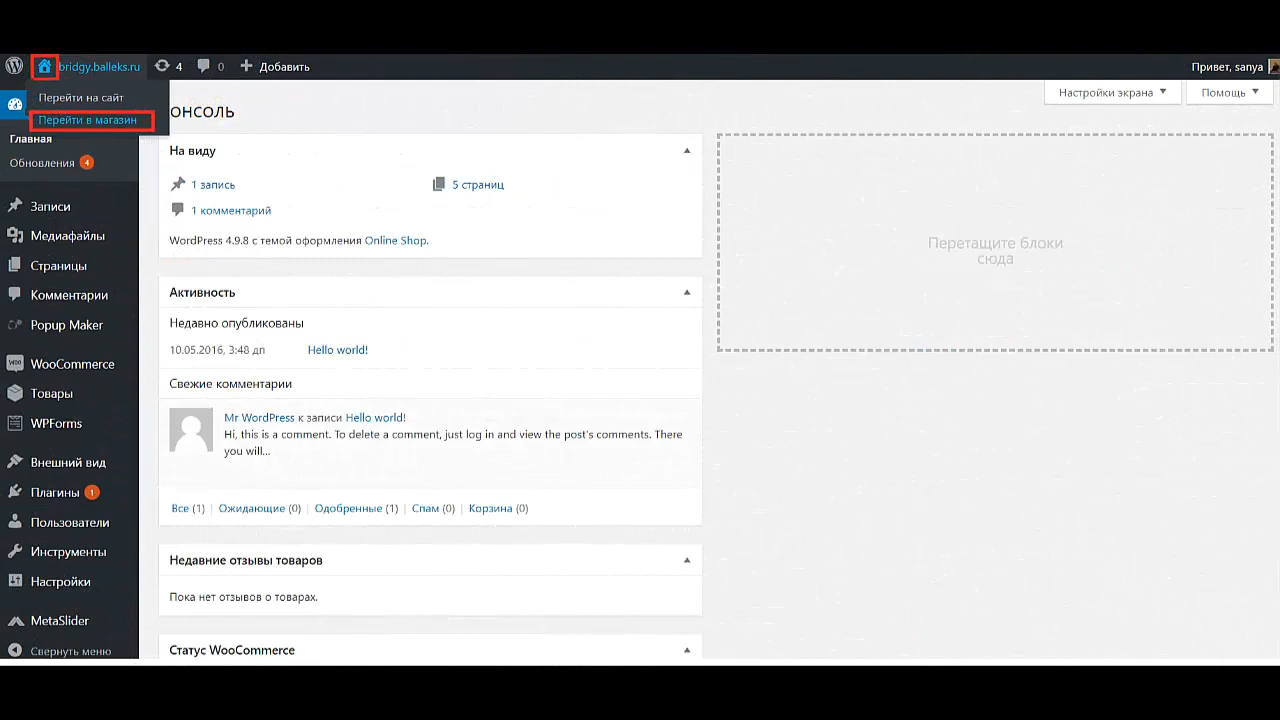 bridgy.balleks.ru 4 0 Добавить Привет, sanya
Перейти на сайт
Перейти в магазин
Настройки экрана Помощь
ОНСОЛЬ
Главная
Обновления 4
Записи
Медиафайлы
Страницы
Комментарии
Popup Maker
WooCommerce
Товары
WPForms
Внешний вид
Плагины 1
Пользователи
Инструменты
Настройки
MetaSlider
Свернуть меню
На виду
1 запись 5 страниц
1 комментарий
WordPress 4.9.8 с темой оформления Online Shop.
Активность
Недавно опубликованы
10.05.2016, 3:48 дп Hello world!
Свежие комментарии
Mr WordPress к записи Hello world!
Hi, this is a comment. To delete a comment, just log in and view the post's comments. There
you will...
Все (1) | Ожидающие (0) | Одобренные (1) | Спам (0) | Корзина (0)
Недавние отзывы товаров
Пока нет отзывов о товарах.
Статус WooCommerce
Перетащите блоки
сюда